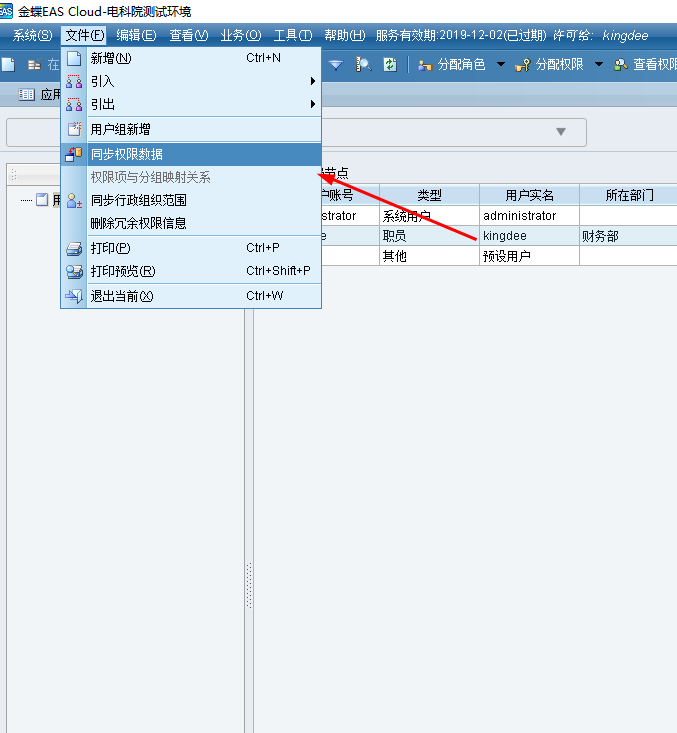 EAS 金蝶EAS Cloud-电科院测试环境
系统(S) 文件(F) 编辑(E) 查看(V) 业务(O) 工具(T) 帮助(H) 服务有效期:2019-12-02(已过期) 许可给: kingdee
在 分配角色 分配权限 查看权限
应用
新增(N) Ctrl+N
引入
引出
用户组新增
同步权限数据
权限项与分组映射关系
同步行政组织范围
删除冗余权限信息
打印(P) Ctrl+P
打印预览(R) Ctrl+Shift+P
退出当前(X) Ctrl+W
节点
户账号 类型 用户实名 所在部门
istrator 系统用户 administrator
e 职员 kingdee 财务部
其他 预设用户